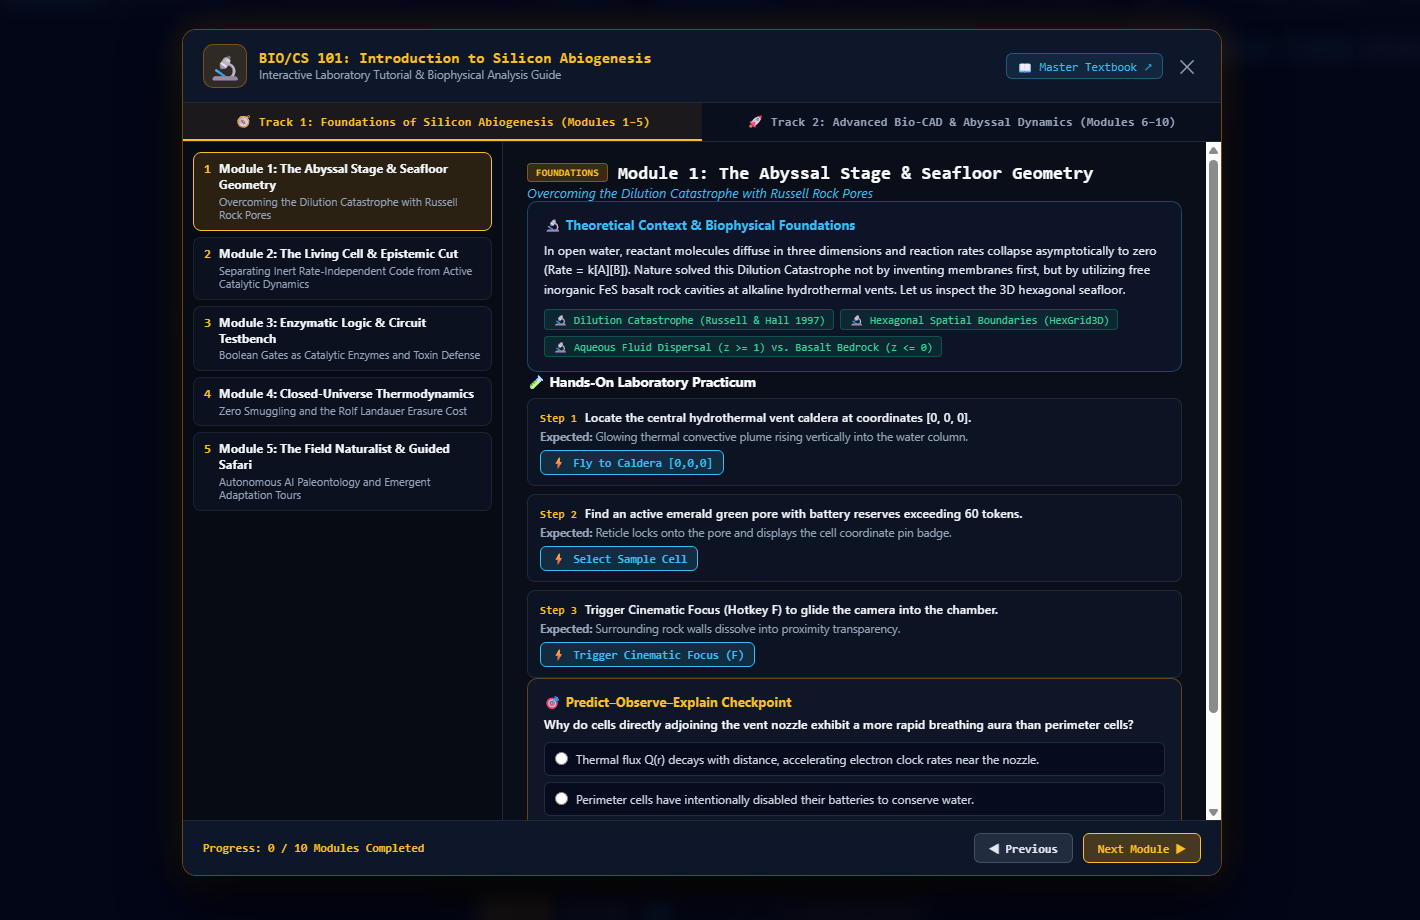 BIO/CS 101: Introduction to Silicon Abiogenesis
Interactive Laboratory Tutorial & Biophysical Analysis Guide
Master Textbook ↗
Track 1: Foundations of Silicon Abiogenesis (Modules 1-5)
Track 2: Advanced Bio-CAD & Abyssal Dynamics (Modules 6-10)
1 Module 1: The Abyssal Stage & Seafloor
Geometry
Overcoming the Dilution Catastrophe with Russell
Rock Pores
2 Module 2: The Living Cell & Epistemic Cut
Separating Inert Rate-Independent Code from Active
Catalytic Dynamics
3 Module 3: Enzymatic Logic & Circuit
Testbench
Boolean Gates as Catalytic Enzymes and Toxin Defense
4 Module 4: Closed-Universe Thermodynamics
Zero Smuggling and the Rolf Landauer Erasure Cost
5 Module 5: The Field Naturalist & Guided
Safari
Autonomous AI Paleontology and Emergent
Adaptation Tours
FOUNDATIONS Module 1: The Abyssal Stage & Seafloor Geometry
Overcoming the Dilution Catastrophe with Russell Rock Pores
Theoretical Context & Biophysical Foundations
In open water, reactant molecules diffuse in three dimensions and reaction rates collapse asymptotically to zero
(Rate = k[A][B]). Nature solved this Dilution Catastrophe not by inventing membranes first, but by utilizing free
inorganic FeS basalt rock cavities at alkaline hydrothermal vents. Let us inspect the 3D hexagonal seafloor.
Dilution Catastrophe (Russell & Hall 1997)
Hexagonal Spatial Boundaries (HexGrid3D)
Aqueous Fluid Dispersal (z >= 1) vs. Basalt Bedrock (z <= 0)
Hands-On Laboratory Practicum
Step 1 Locate the central hydrothermal vent caldera at coordinates [0, 0, 0].
Expected: Glowing thermal convective plume rising vertically into the water column.
Fly to Caldera [0,0,0]
Step 2 Find an active emerald green pore with battery reserves exceeding 60 tokens.
Expected: Reticle locks onto the pore and displays the cell coordinate pin badge.
Select Sample Cell
Step 3 Trigger Cinematic Focus (Hotkey F) to glide the camera into the chamber.
Expected: Surrounding rock walls dissolve into proximity transparency.
Trigger Cinematic Focus (F)
Predict–Observe–Explain Checkpoint
Why do cells directly adjoining the vent nozzle exhibit a more rapid breathing aura than perimeter cells?
Thermal flux Q(r) decays with distance, accelerating electron clock rates near the nozzle.
Perimeter cells have intentionally disabled their batteries to conserve water.
Progress: 0 / 10 Modules Completed
◀ Previous
Next Module ▶